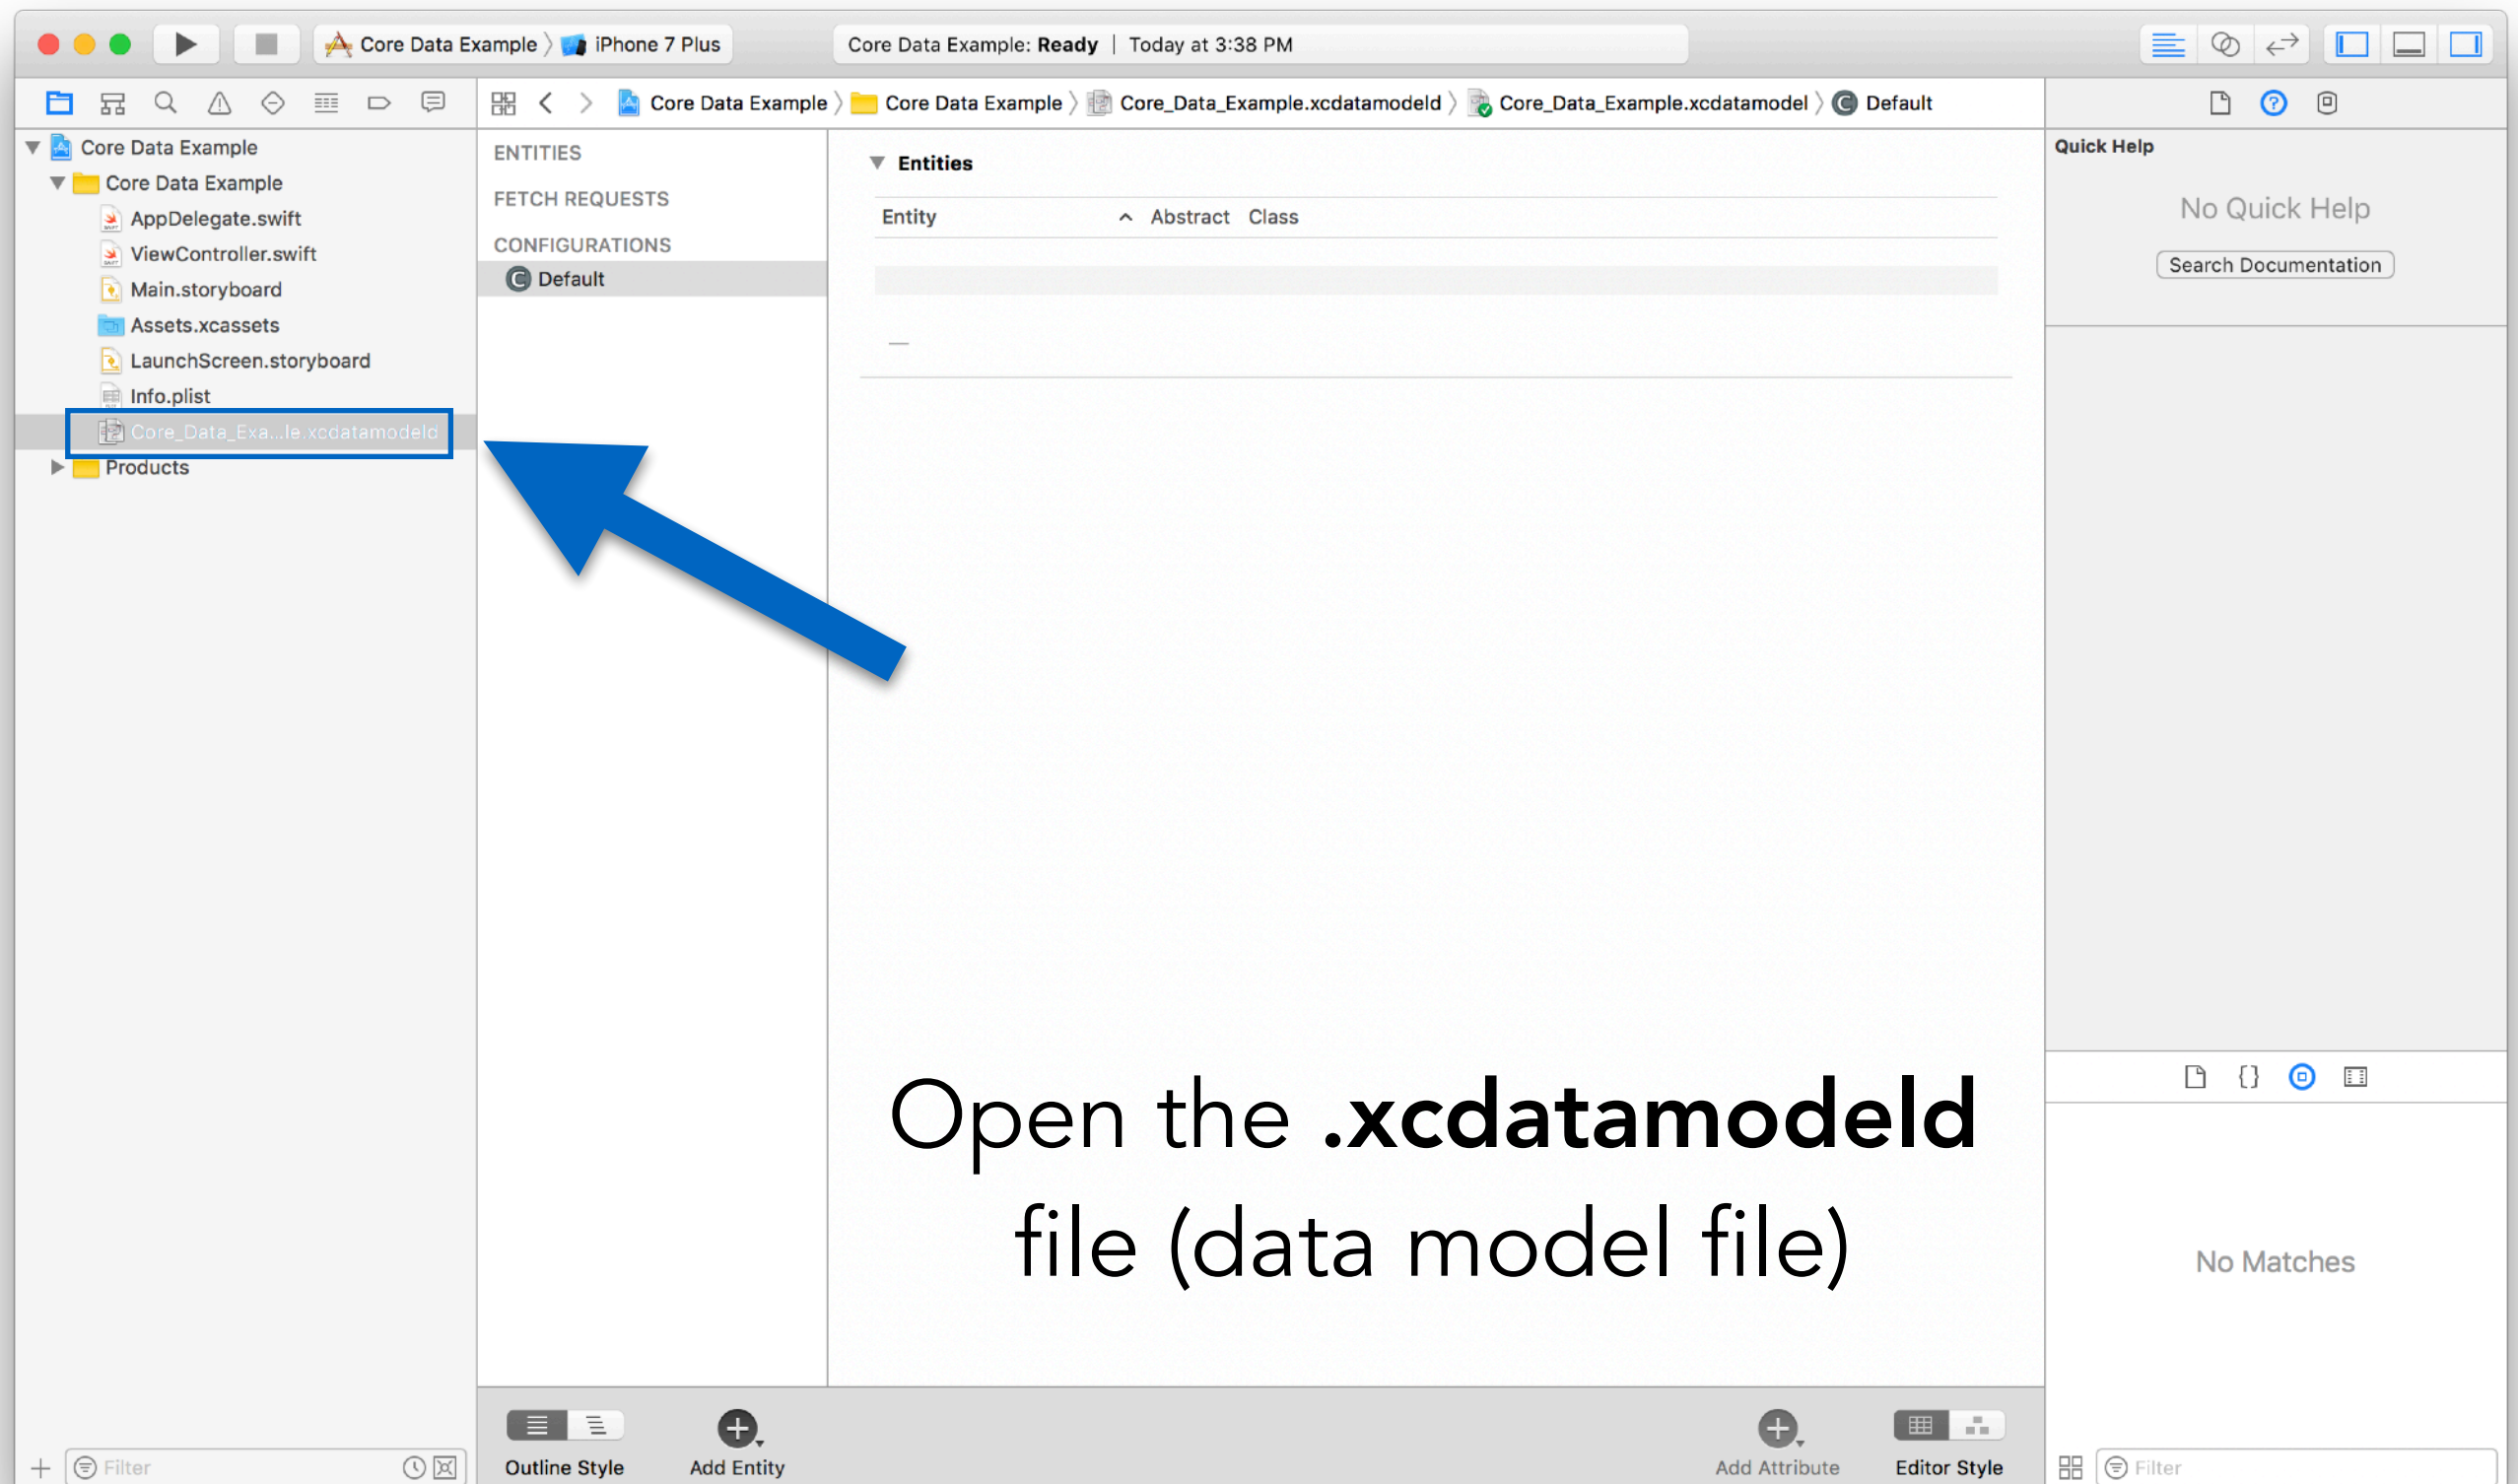 Core Data Example iPhone 7 Plus
Core Data Example: Ready | Today at 3:38 PM
Core Data Example Core Data Example Core_Data_Example.xcdatamodeld Core_Data_Example.xcdatamodel C Default
Core Data Example
Core Data Example
AppDelegate.swift
ViewController.swift
Main.storyboard
Assets.xcassets
LaunchScreen.storyboard
Info.plist
Core_Data_Exa...le.xcdatamodeld
Products
Filter
ENTITIES
FETCH REQUESTS
CONFIGURATIONS
C Default
Entities
Entity Abstract Class
Open the .xcdatamodeld
file (data model file)
Outline Style Add Entity Add Attribute Editor Style
Quick Help
No Quick Help
Search Documentation
{}
No Matches
Filter